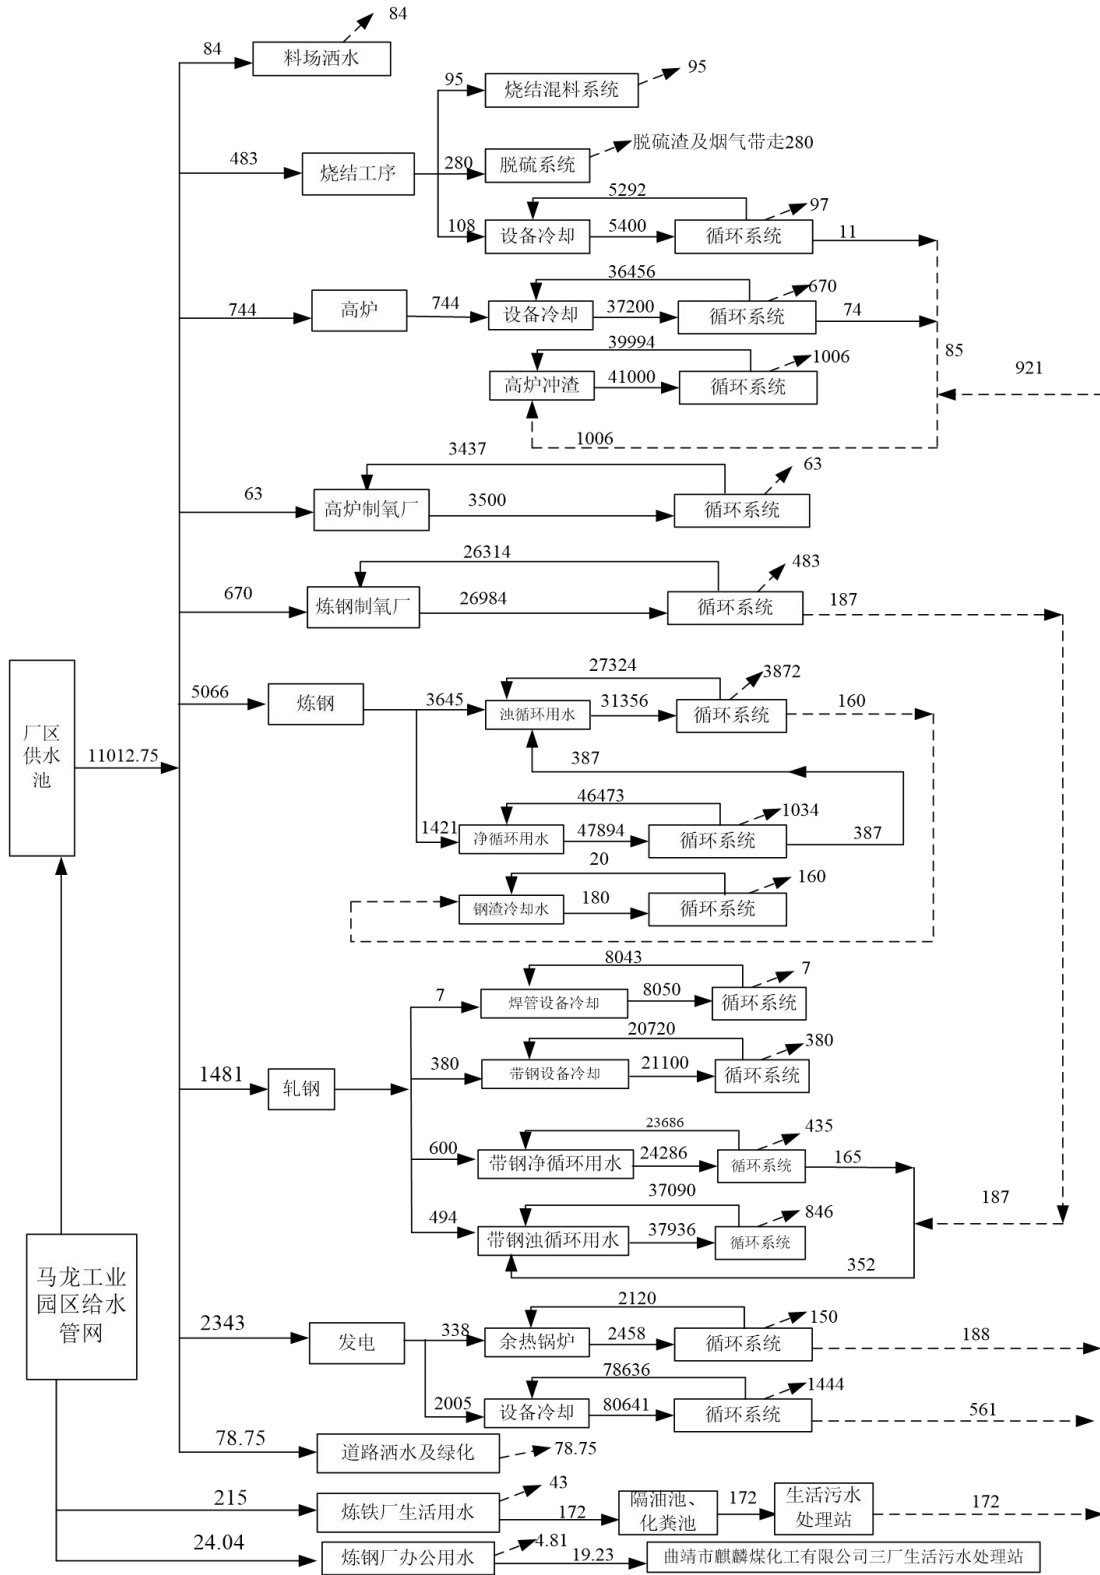 84
84
料场洒水
95
95
烧结混料系统
483
烧结工序
280
脱硫系统
脱硫渣及烟气带走280
5292
97
108
设备冷却
5400
循环系统
11
36456
670
744
高炉
744
设备冷却
37200
循环系统
74
39994
1006
85
921
高炉冲渣
41000
循环系统
1006
3437
63
63
高炉制氧厂
3500
循环系统
26314
483
670
炼钢制氧厂
26984
循环系统
187
27324
3872
5066
炼钢
3645
浊循环用水
31356
循环系统
160
厂区
供水
池
11012.75
387
46473
1034
1421
净循环用水
47894
循环系统
387
20
160
钢渣冷却水
180
循环系统
8043
7
7
焊管设备冷却
8050
循环系统
20720
380
1481
轧钢
380
带钢设备冷却
21100
循环系统
23686
435
600
带钢净循环用水
24286
循环系统
165
37090
187
846
494
带钢浊循环用水
37936
循环系统
352
马龙工业
园区给水
管网
2120
150
2343
发电
338
余热锅炉
2458
循环系统
188
78636
1444
2005
设备冷却
80641
循环系统
561
78.75
道路洒水及绿化
78.75
43
215
炼铁厂生活用水
172
隔油池、
化粪池
172
生活污水
处理站
172
24.04
炼钢厂办公用水
4.81
19.23
曲靖市麒麟煤化工有限公司三厂生活污水处理站